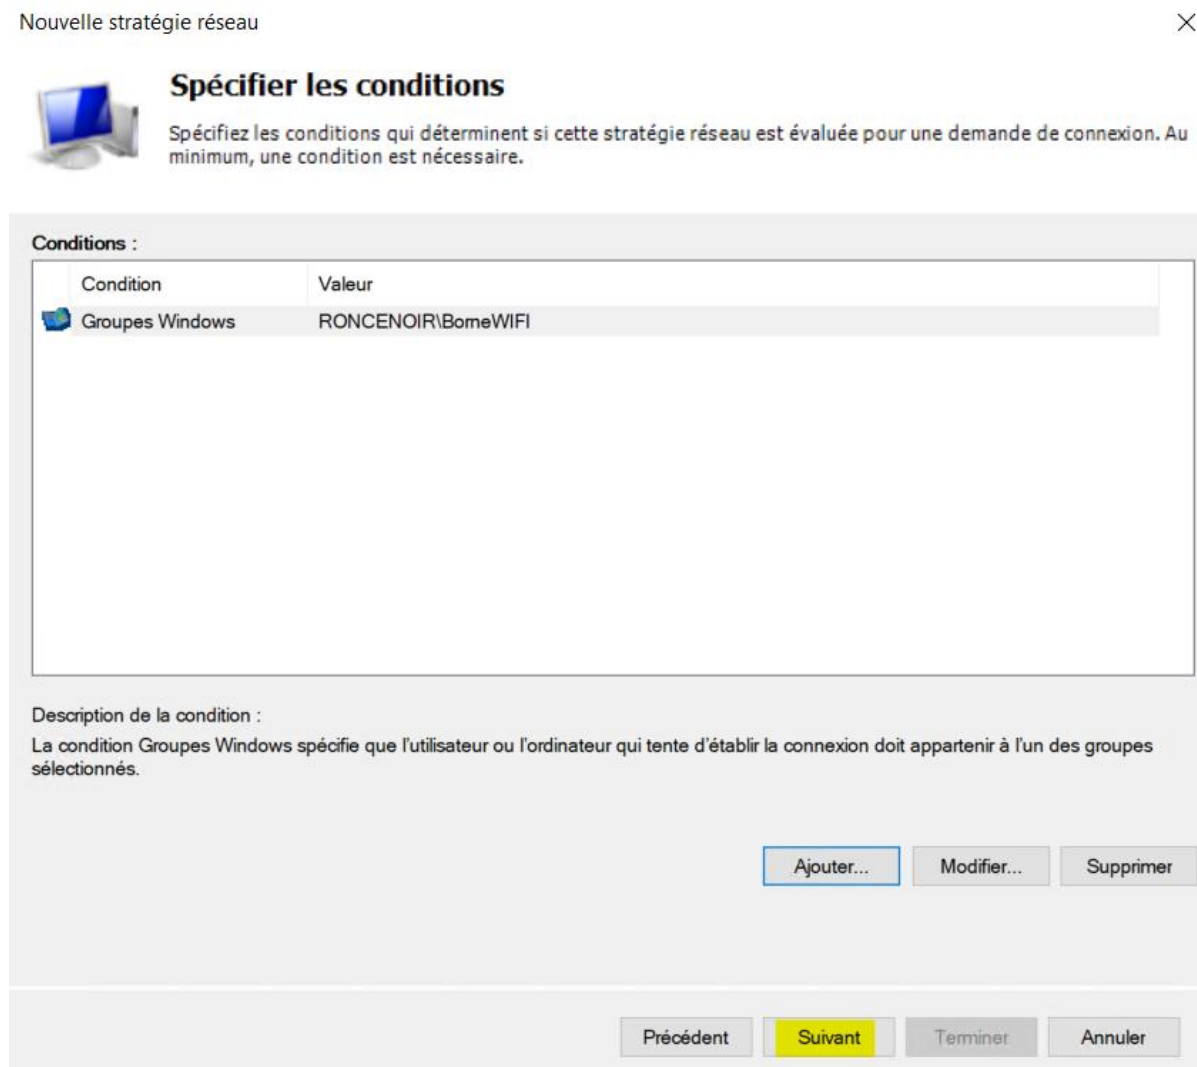 Nouvelle stratégie réseau
Spécifier les conditions
Spécifiez les conditions qui déterminent si cette stratégie réseau est évaluée pour une demande de connexion. Au
minimum, une condition est nécessaire.
Conditions :
Condition Valeur
Groupes Windows RONCENOIR\BorneWIFI
Description de la condition :
La condition Groupes Windows spécifie que l'utilisateur ou l'ordinateur qui tente d'établir la connexion doit appartenir à l'un des groupes
sélectionnés.
Ajouter... Modifier... Supprimer
Précédent Suivant Terminer Annuler